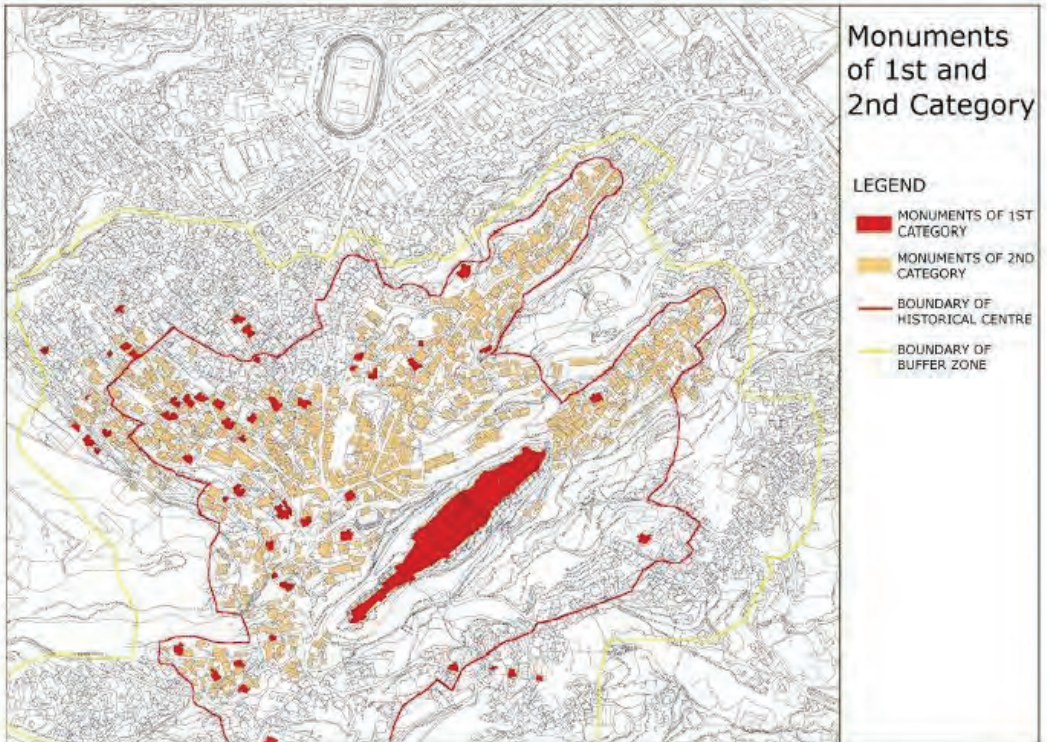 Monuments
of 1st and
2nd Category
LEGEND
MONUMENTS OF 1ST
CATEGORY
MONUMENTS OF 2ND
CATEGORY
BOUNDARY OF
HISTORICAL CENTRE
BOUNDARY OF
BUFFER ZONE